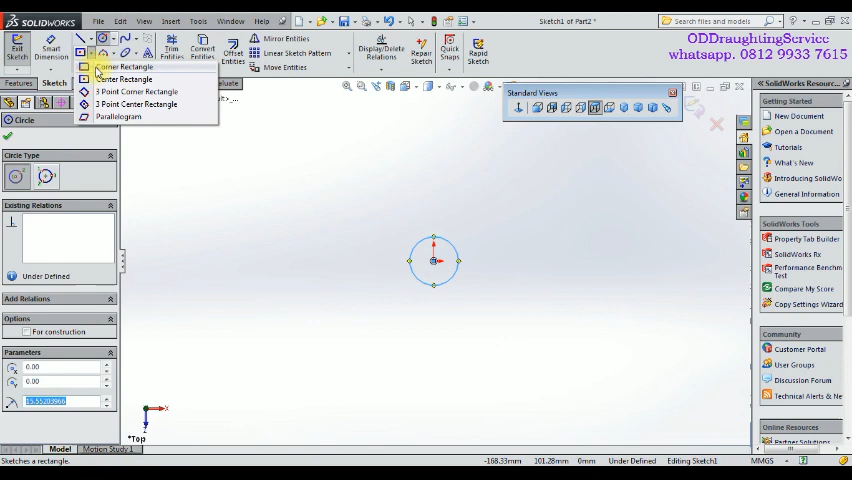 SOLIDWORKS File Edit View Insert Tools Window Help Sketch1 of Part2 * Search files and models
ODDraughtingService
whatsapp. 0812 9933 7615
Exit Sketch
Smart Dimension
Trim Entities
Convert Entities
Offset Entities
Mirror Entities
Linear Sketch Pattern
Move Entities
Display/Delete Relations
Repair Sketch
Quick Snaps
Rapid Sketch
Features Sketch
Corner Rectangle
Center Rectangle
3 Point Corner Rectangle
3 Point Center Rectangle
Parallelogram
Standard Views
Circle
Circle Type
Existing Relations
Under Defined
Add Relations
Options
For construction
Parameters
0.00
0.00
15.55203966
X
*Top
Getting Started
New Document
Open a Document
Tutorials
What's New
Introducing SolidWo
General Information
SolidWorks Tools
Property Tab Builder
SolidWorks Rx
Performance Benchm
Test
Compare My Score
Copy Settings Wizard
Community
Customer Portal
User Groups
Discussion Forum
Technical Alerts & Ne
Online Resources
Partner Solutions
Model Motion Study 1
Sketches a rectangle. -168.33mm 101.28mm 0mm Under Defined Editing Sketch1 MMGS